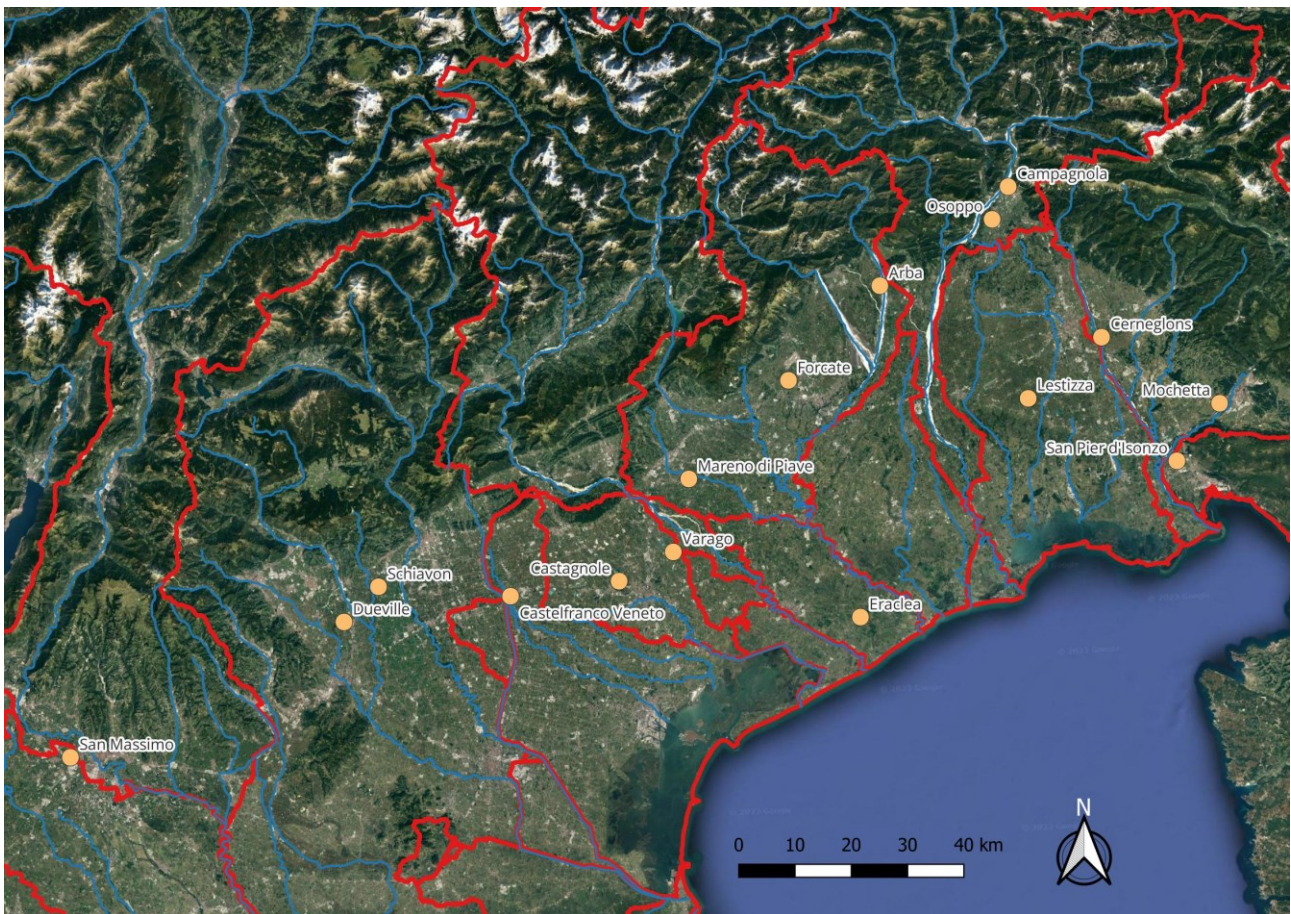 Campagnola
Osoppo
Arba
Cerneglons
Forcate
Lestizza
Mochetta
San Pier d'Isonzo
Mareno di Piave
Varago
Castagnole
Schiavon
Castelfranco Veneto
Dueville
Eraclea
San Massimo
N
0 10 20 30 40 km